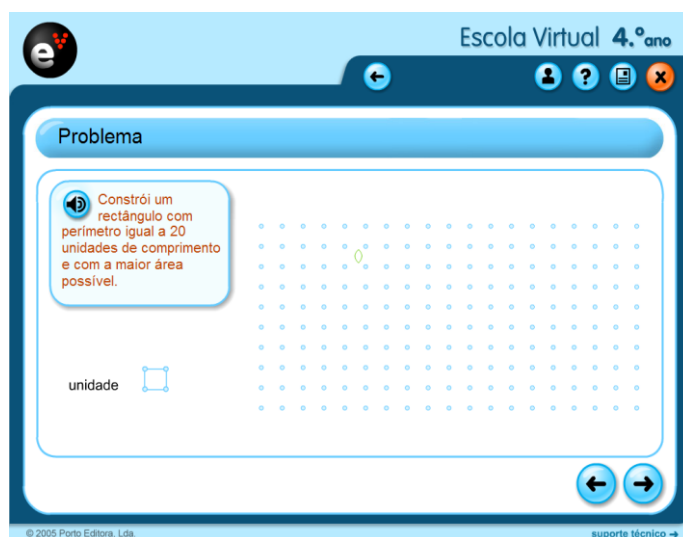 Escola Virtual 4.ºano
e
?
x
Problema
Constrói um
rectângulo com
perímetro igual a 20
unidades de comprimento
e com a maior área
possível.
unidade
© 2005 Porto Editora, Lda.
suporte técnico